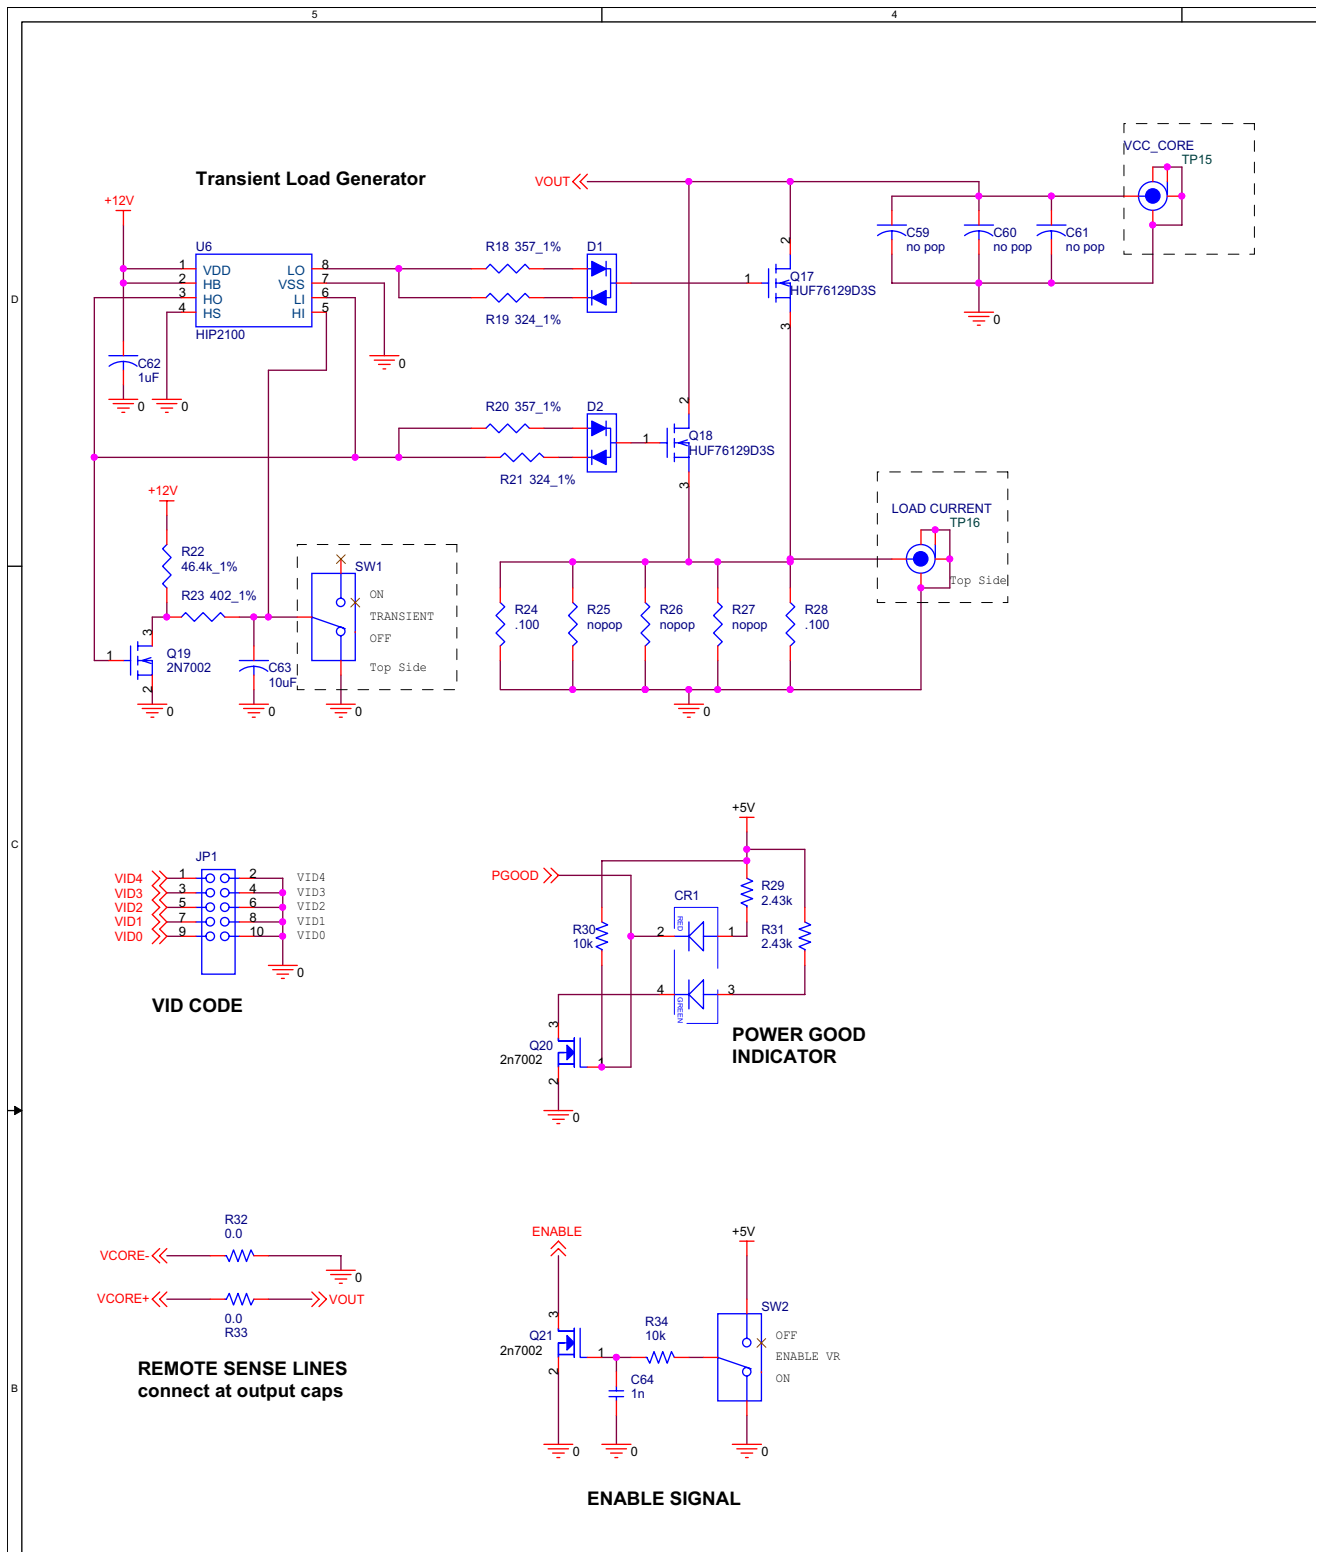 5
4
D
C
B
Transient Load Generator
+12V
U6
1
2
3
4
VDD
HB
HO
HS
LO
VSS
LI
HI
8
7
6
5
HIP2100
C62
1uF
0
0
0
R18 357_1%
R19 324_1%
D1
VOUT
1
2
3
Q17
HUF76129D3S
C59
no pop
C60
no pop
C61
no pop
0
VCC_CORE
TP15
R20 357_1%
R21 324_1%
D2
1
2
3
Q18
HUF76129D3S
+12V
R22
46.4k_1%
R23 402_1%
1
3
2
Q19
2N7002
0
C63
10uF
0
SW1
ON
TRANSIENT
OFF
Top Side
0
R24
.100
R25
nopop
R26
nopop
R27
nopop
R28
.100
0
LOAD CURRENT
TP16
Top Side
JP1
VID4 1 2 VID4
VID3 3 4 VID3
VID2 5 6 VID2
VID1 7 8 VID1
VID0 9 10 VID0
0
VID CODE
+5V
PGOOD
R30
10k
CR1
RED
GREEN
2
1
4
3
R29
2.43k
R31
2.43k
Q20
2n7002
3
1
2
0
POWER GOOD
INDICATOR
R32
0.0
VCORE-
0
VCORE+
VOUT
0.0
R33
REMOTE SENSE LINES
connect at output caps
ENABLE
3
1
2
Q21
2n7002
R34
10k
C64
1n
+5V
SW2
OFF
ENABLE VR
ON
0
0
0
ENABLE SIGNAL